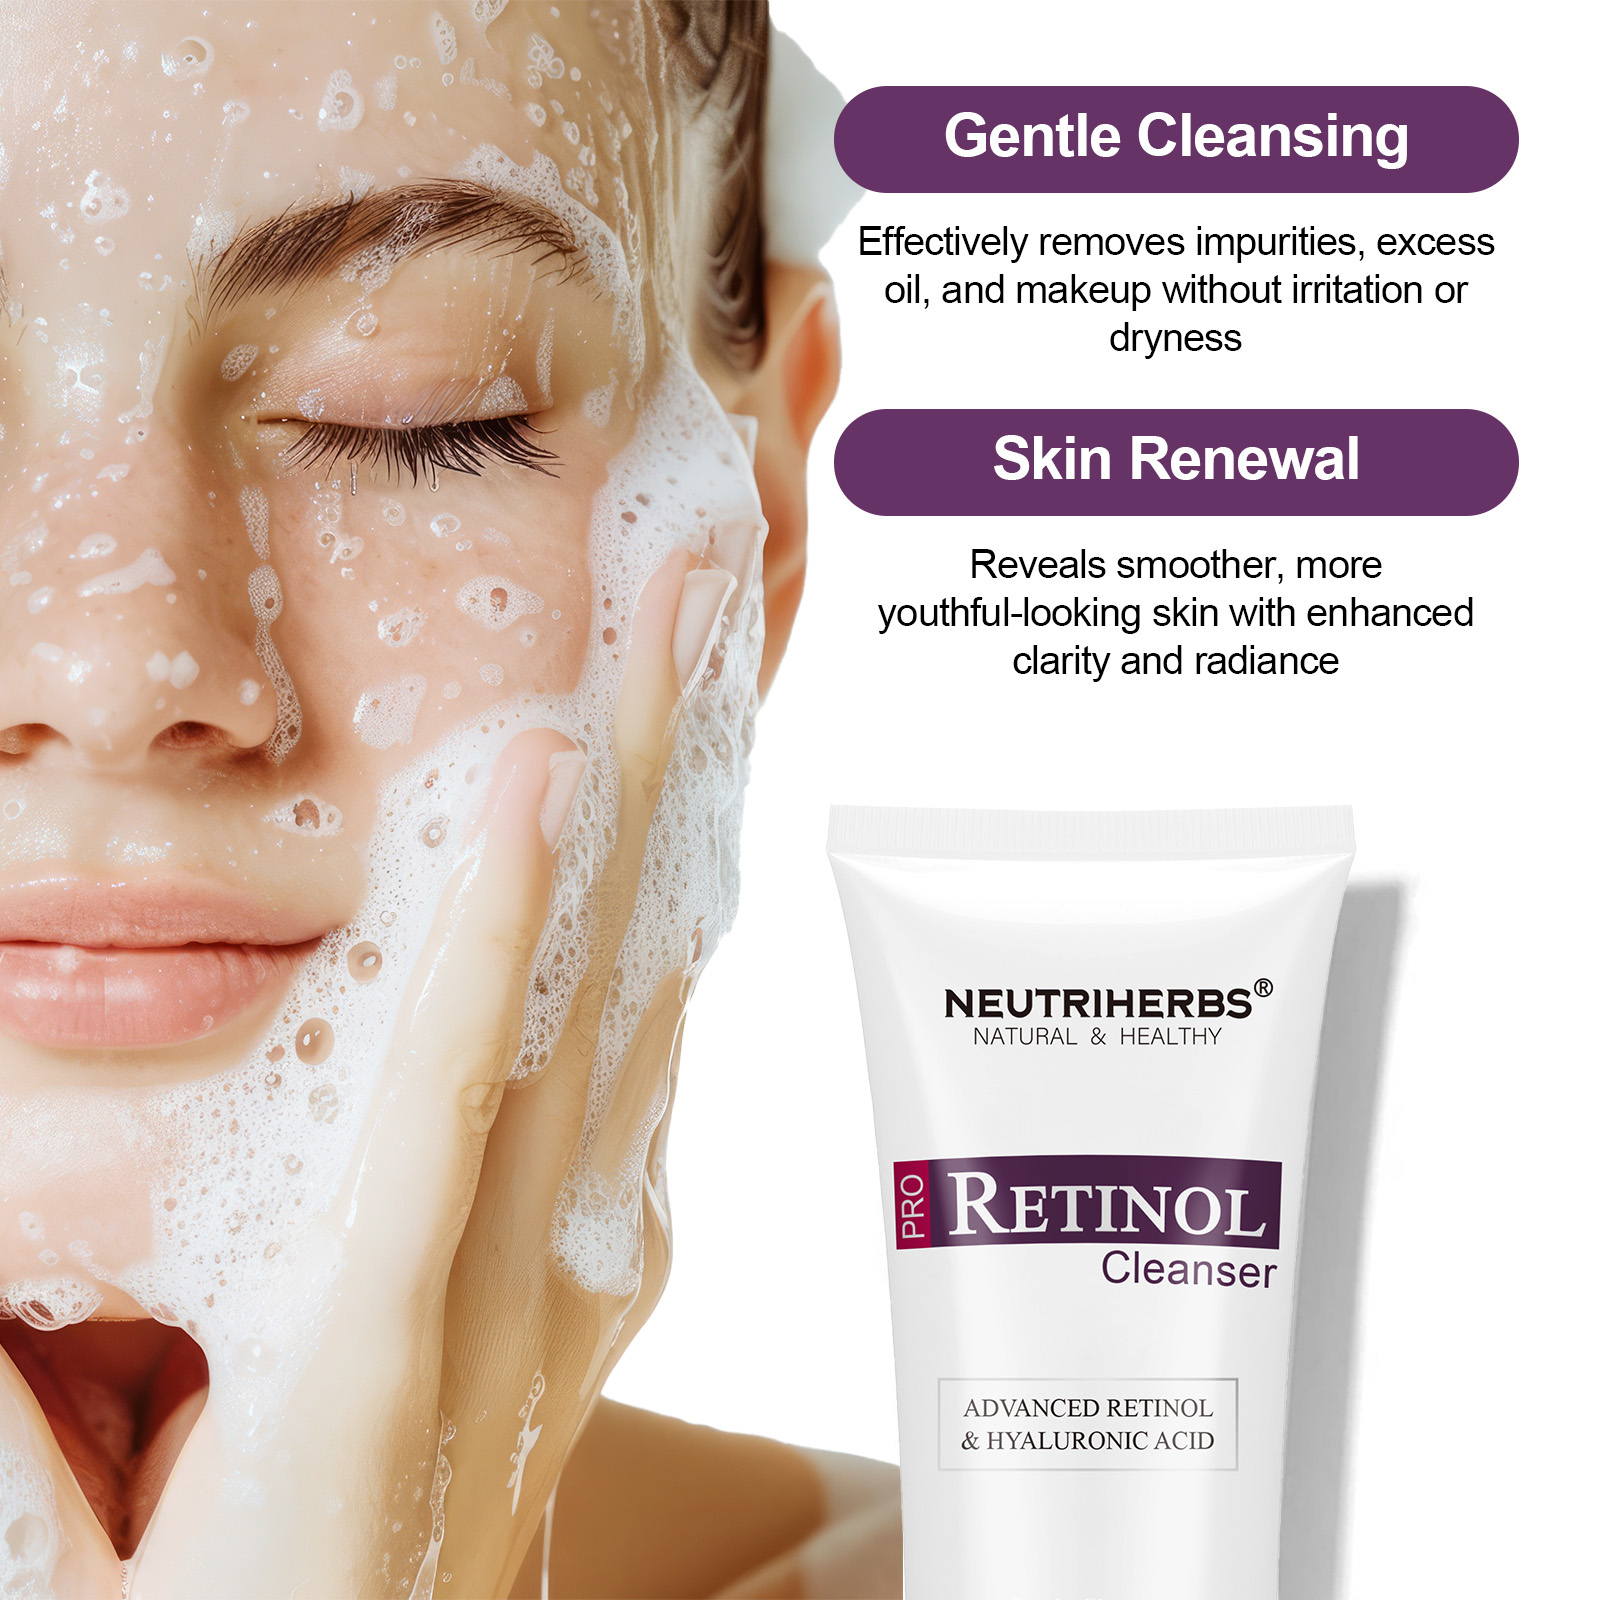 Gentle Cleansing
Effectively removes impurities, excess
oil, and makeup without irritation or
dryness
Skin Renewal
Reveals smoother, more
youthful-looking skin with enhanced
clarity and radiance
NEUTRIHERBS®
NATURAL & HEALTHY
PRO RETINOL
Cleanser
ADVANCED RETINOL
& HYALURONIC ACID